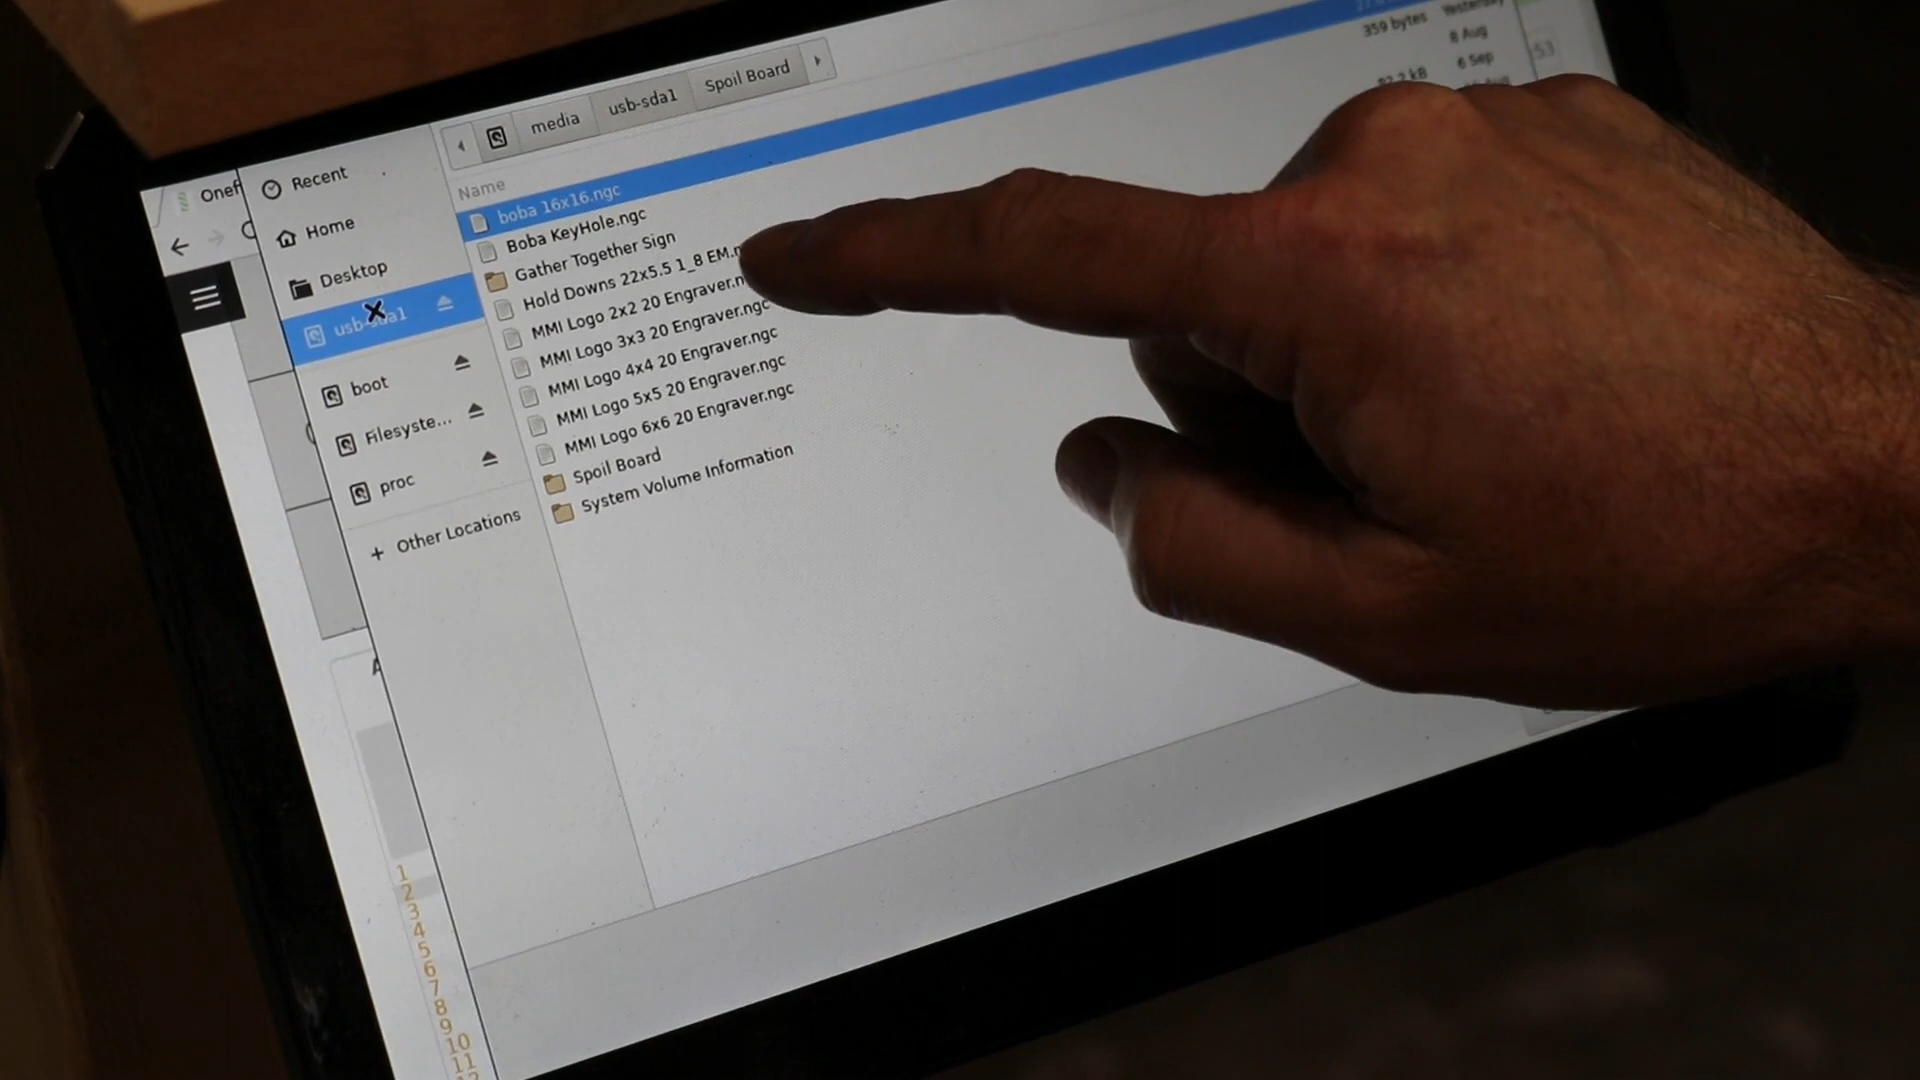 media usb-sda1 Spoil Board
Recent
Home
Desktop
usb-sda1
boot
Filesyste...
proc
+ Other Locations
Name
boba 16x16.ngc
Boba KeyHole.ngc
Gather Together Sign
Hold Downs 22x5.5 1_8 EM.n
MMI Logo 2x2 20 Engraver.n
MMI Logo 3x3 20 Engraver.ngc
MMI Logo 4x4 20 Engraver.ngc
MMI Logo 5x5 20 Engraver.ngc
MMI Logo 6x6 20 Engraver.ngc
Spoil Board
System Volume Information
359 bytes Yesterday
8 Aug
6 Sep
Aug
:53
Onef
1
2
3
4
5
6
7
8
9
10
11
12